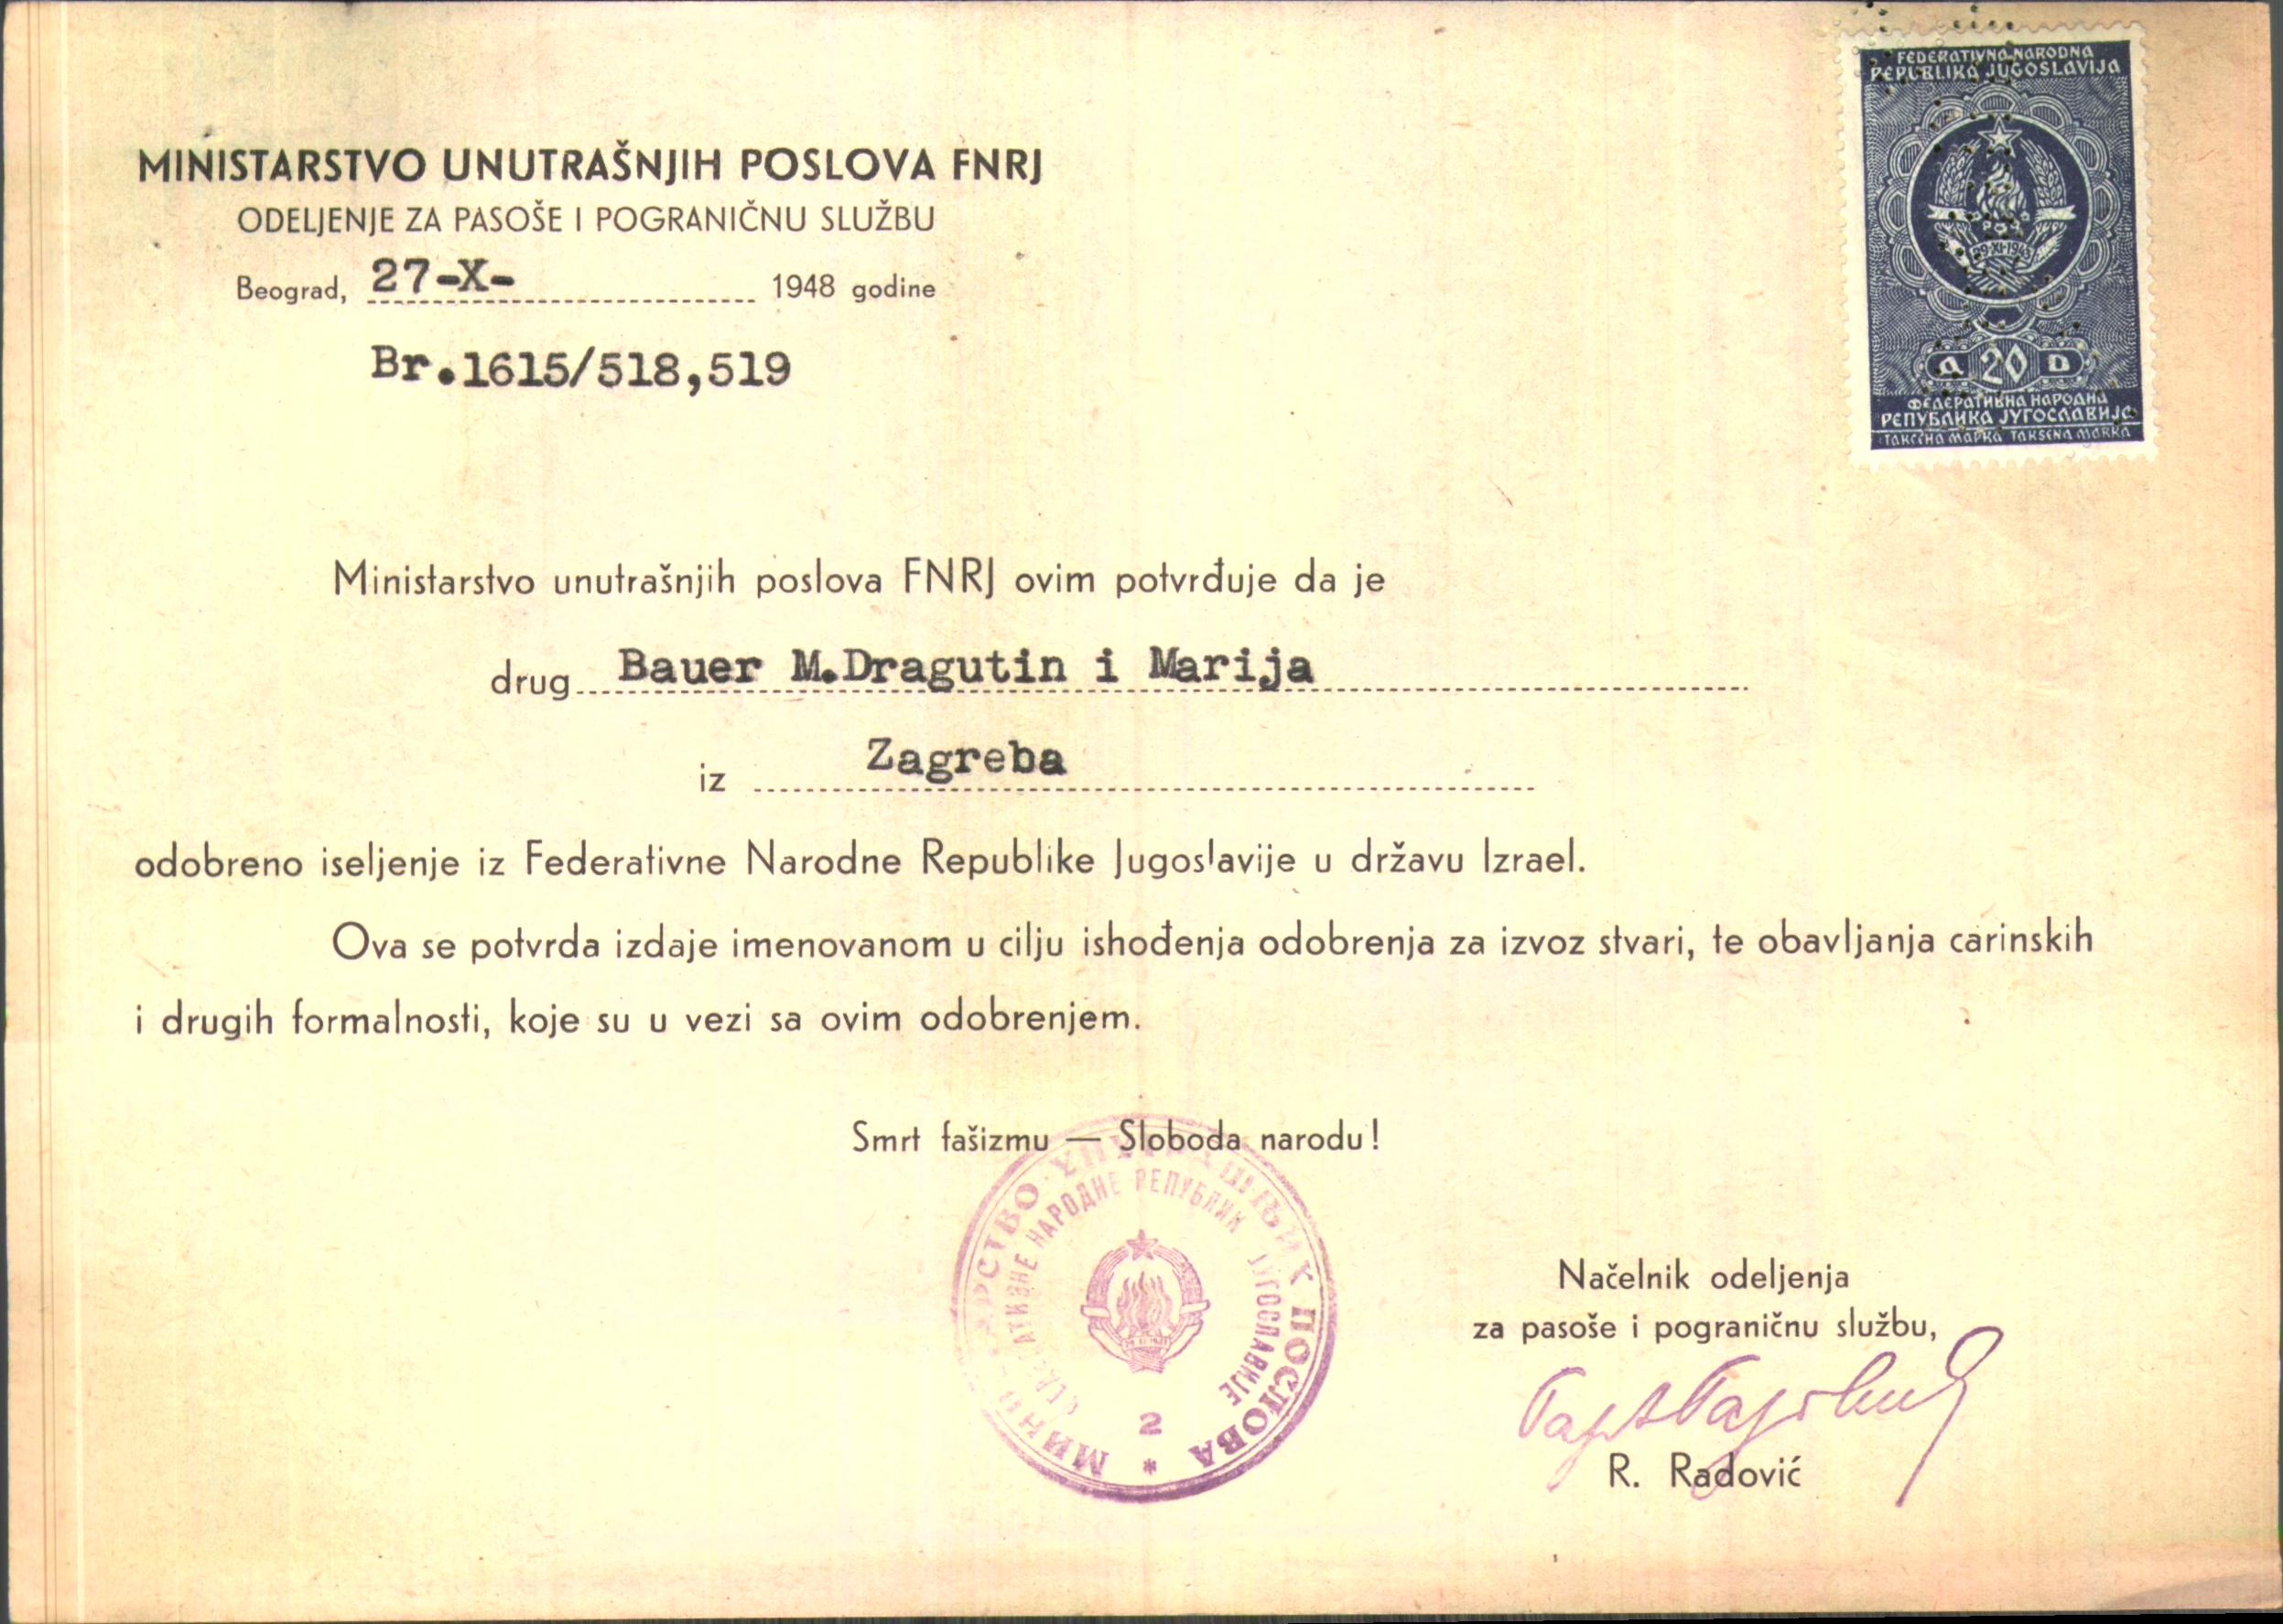 FEDERATIVNA NARODNA
REPUBLIKA JUGOSLAVIJA
29·XI·1943
Д 20 D
ФЕДЕРАТИВНА НАРОДНА
РЕПУБЛИКА ЈУГОСЛАВИЈА
ТАКСЕНА МАРКА TAKSENA MARKA
MINISTARSTVO UNUTRAŠNJIH POSLOVA FNRJ
ODELJENJE ZA PASOŠE I POGRANIČNU SLUŽBU
Beograd, 27-X- 1948 godine
Br.1615/518,519
Ministarstvo unutrašnjih poslova FNRJ ovim potvrđuje da je
drug Bauer M.Dragutin i Marija
iz Zagreba
odobreno iseljenje iz Federativne Narodne Republike Jugoslavije u državu Izrael.
Ova se potvrda izdaje imenovanom u cilju ishođenja odobrenja za izvoz stvari, te obavljanja carinskih
i drugih formalnosti, koje su u vezi sa ovim odobrenjem.
Smrt fašizmu — Sloboda narodu!
МИНИСТАРСТВО УНУТРАШЊИХ ПОСЛОВА
ФЕДЕРАТИВНЕ НАРОДНЕ РЕПУБЛИКЕ ЈУГОСЛАВИЈЕ
2
*
Načelnik odeljenja
za pasoše i pograničnu službu,
R. Radović